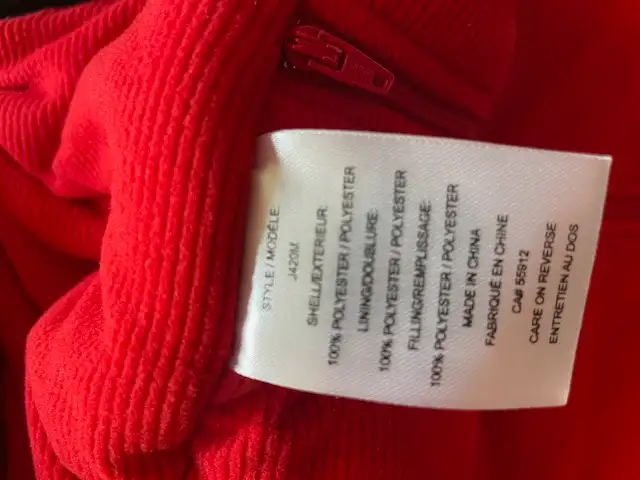 STYLE / MODÈLE:
J420M
SHELL/EXTERIEUR:
100% POLYESTER / POLYESTER
LINING/DOUBLURE:
100% POLYESTER / POLYESTER
FILLING/REMPLISSAGE:
100% POLYESTER / POLYESTER
MADE IN CHINA
FABRIQUÉ EN CHINE
CA# 55912
CARE ON REVERSE
ENTRETIEN AU DOS